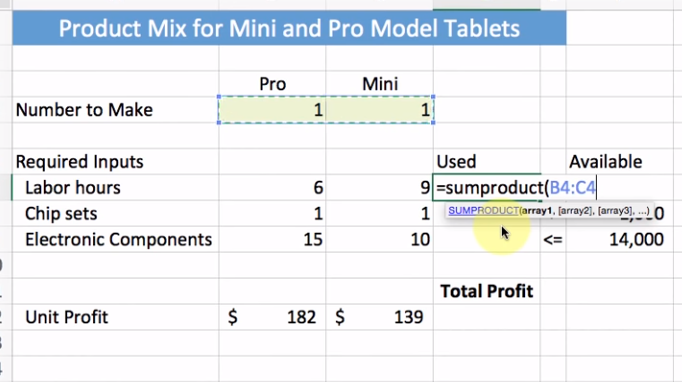 Product Mix for Mini and Pro Model Tablets
Pro Mini
Number to Make 1 1
Required Inputs Used Available
Labor hours 6 9 =sumproduct(B4:C4
SUMPRODUCT(array1, [array2], [array3], ...)
Chip sets 1 1
Electronic Components 15 10 <= 14,000
Total Profit
Unit Profit $ 182 $ 139